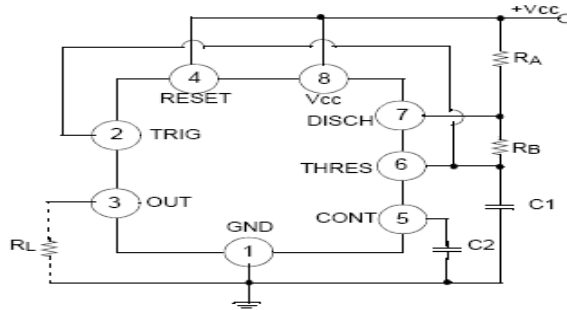 +Vcc
4
RESET
8
Vcc
RA
7
DISCH
2
TRIG
RB
6
THRES
3
OUT
C1
5
CONT
GND
1
RL
C2